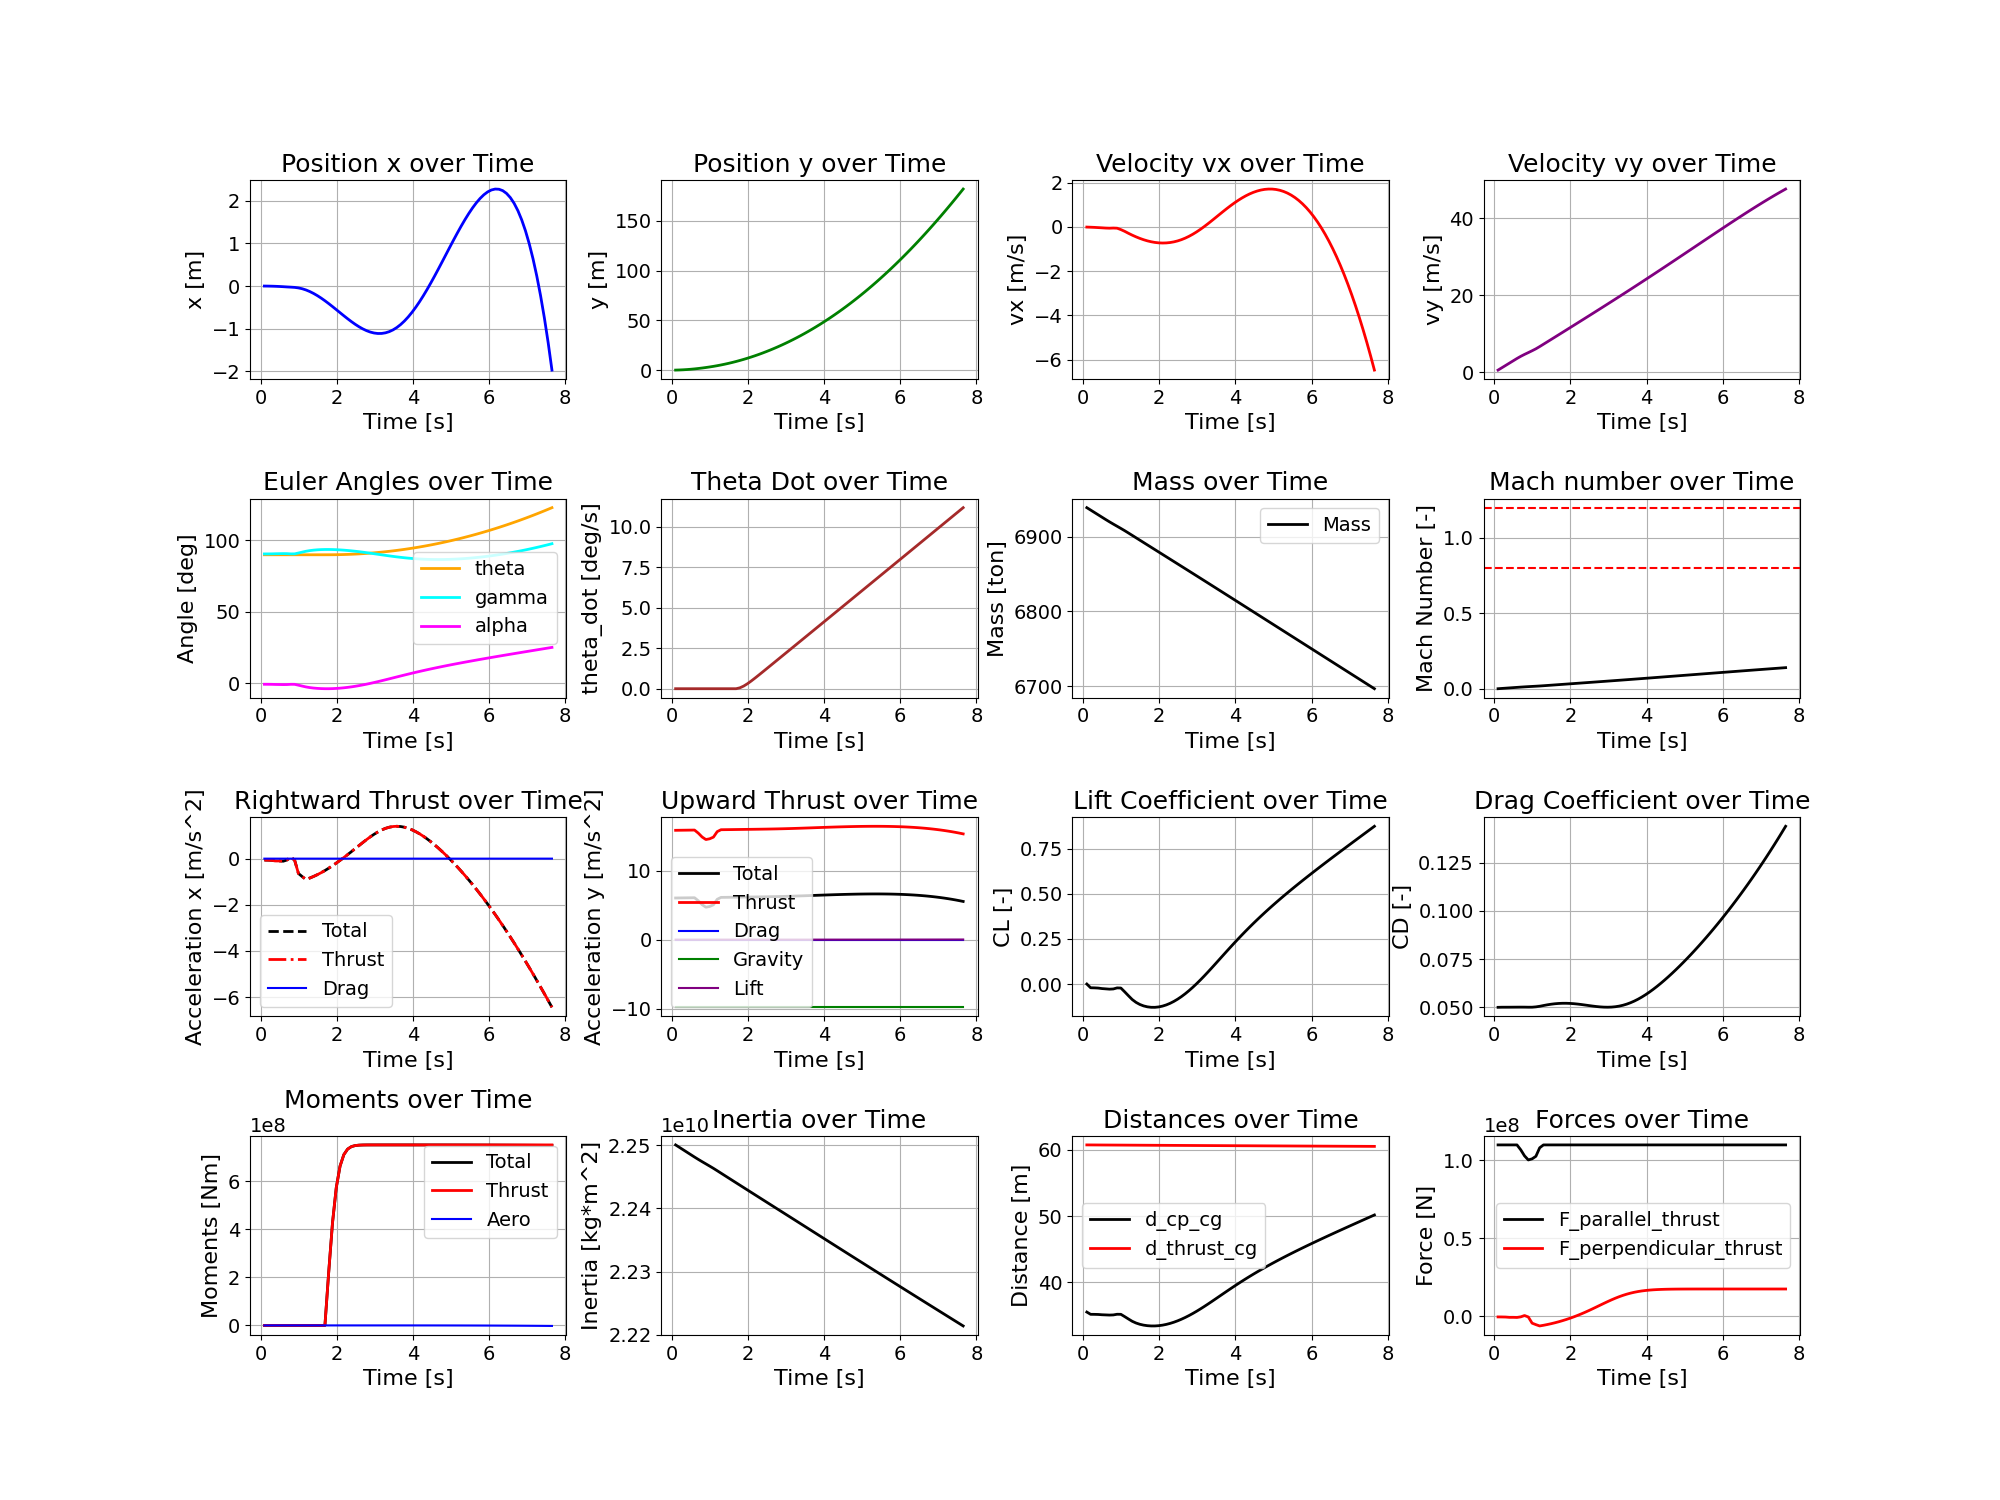 Position x over Time
x [m]
2
1
0
−1
−2
0 2 4 6 8
Time [s]
Position y over Time
y [m]
150
100
50
0
0 2 4 6 8
Time [s]
Velocity vx over Time
vx [m/s]
2
0
−2
−4
−6
0 2 4 6 8
Time [s]
Velocity vy over Time
vy [m/s]
40
20
0
0 2 4 6 8
Time [s]
Euler Angles over Time
Angle [deg]
100
50
0
theta
gamma
alpha
0 2 4 6 8
Time [s]
Theta Dot over Time
theta_dot [deg/s]
10.0
7.5
5.0
2.5
0.0
0 2 4 6 8
Time [s]
Mass over Time
Mass [ton]
6900
6800
6700
Mass
0 2 4 6 8
Time [s]
Mach number over Time
Mach Number [-]
1.0
0.5
0.0
0 2 4 6 8
Time [s]
Rightward Thrust over Time
Acceleration x [m/s^2]
0
−2
−4
−6
Total
Thrust
Drag
0 2 4 6 8
Time [s]
Upward Thrust over Time
Acceleration y [m/s^2]
10
0
−10
Total
Thrust
Drag
Gravity
Lift
0 2 4 6 8
Time [s]
Lift Coefficient over Time
CL [-]
0.75
0.50
0.25
0.00
0 2 4 6 8
Time [s]
Drag Coefficient over Time
CD [-]
0.125
0.100
0.075
0.050
0 2 4 6 8
Time [s]
Moments over Time
1e8
Moments [Nm]
6
4
2
0
Total
Thrust
Aero
0 2 4 6 8
Time [s]
Inertia over Time
1e10
Inertia [kg*m^2]
2.25
2.24
2.23
2.22
0 2 4 6 8
Time [s]
Distances over Time
Distance [m]
60
50
40
d_cp_cg
d_thrust_cg
0 2 4 6 8
Time [s]
Forces over Time
1e8
Force [N]
1.0
0.5
0.0
F_parallel_thrust
F_perpendicular_thrust
0 2 4 6 8
Time [s]